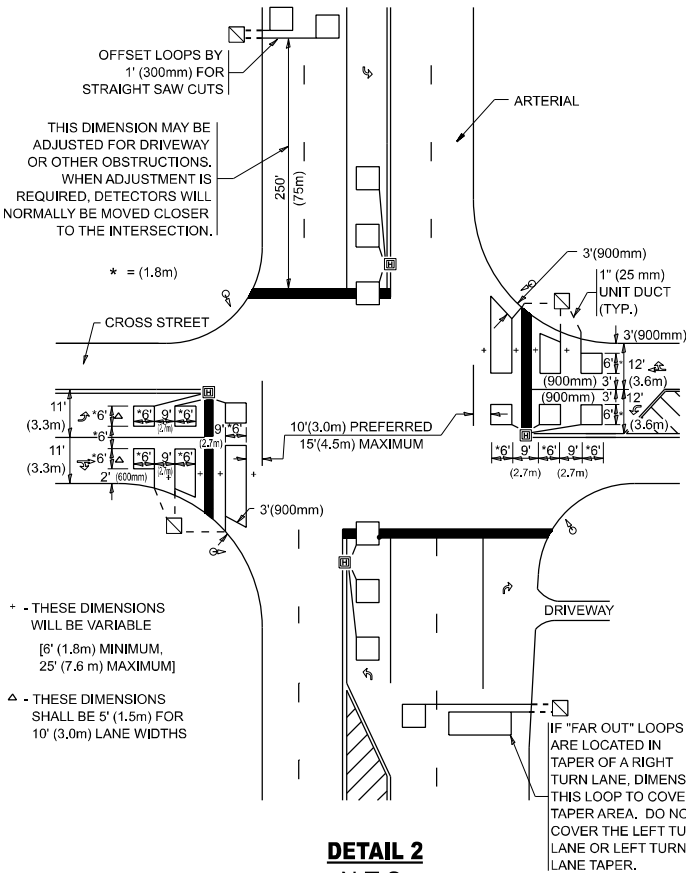 OFFSET LOOPS BY
1' (300mm) FOR
STRAIGHT SAW CUTS
THIS DIMENSION MAY BE
ADJUSTED FOR DRIVEWAY
OR OTHER OBSTRUCTIONS.
WHEN ADJUSTMENT IS
REQUIRED, DETECTORS WILL
NORMALLY BE MOVED CLOSER
TO THE INTERSECTION.
* = (1.8m)
250'
(75m)
ARTERIAL
H
3'(900mm)
1" (25 mm)
UNIT DUCT
(TYP.)
CROSS STREET
3'(900mm)
6' * 12'
(900mm) 3' (3.6m)
(900mm) 3' 12'
6' * (3.6m)
H
*6' 9' *6' 9' *6'
(2.7m) (2.7m)
10'(3.0m) PREFERRED
15'(4.5m) MAXIMUM
H
11'
(3.3m)
*6' △ *6' 9' *6'
(2.7m)
*6'
9' *6'
(2.7m)
11'
(3.3m)
*6' △ *6' 9' *6'
(2.7m)
2' (600mm)
3'(900mm)
H
+ - THESE DIMENSIONS
WILL BE VARIABLE
[6' (1.8m) MINIMUM,
25' (7.6 m) MAXIMUM]
△ - THESE DIMENSIONS
SHALL BE 5' (1.5m) FOR
10' (3.0m) LANE WIDTHS
DRIVEWAY
IF "FAR OUT" LOOPS
ARE LOCATED IN
TAPER OF A RIGHT
TURN LANE, DIMENS
THIS LOOP TO COVE
TAPER AREA. DO NO
COVER THE LEFT TU
LANE OR LEFT TURN
LANE TAPER.
DETAIL 2